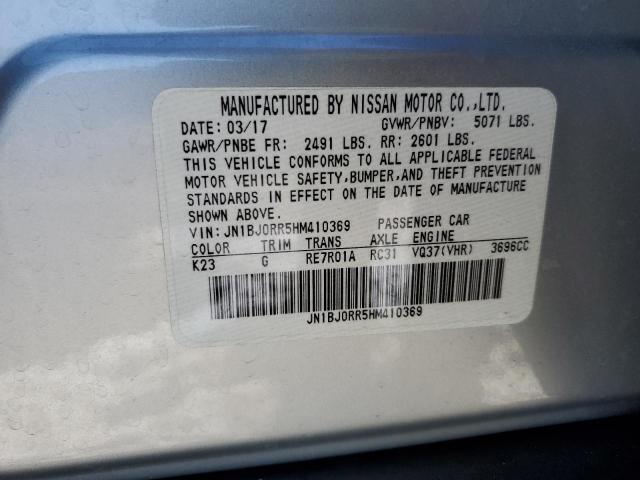 MANUFACTURED BY NISSAN MOTOR CO.,LTD.
DATE: 03/17 GVWR/PNBV: 5071 LBS.
GAWR/PNBE FR: 2491 LBS. RR: 2601 LBS.
THIS VEHICLE CONFORMS TO ALL APPLICABLE FEDERAL
MOTOR VEHICLE SAFETY,BUMPER,AND THEFT PREVENTION
STANDARDS IN EFFECT ON THE DATE OF MANUFACTURE
SHOWN ABOVE.
VIN: JN1BJ0RR5HM410369 PASSENGER CAR
COLOR TRIM TRANS AXLE ENGINE
K23 G RE7R01A RC31 VQ37(VHR) 3696CC
JN1BJ0RR5HM410369